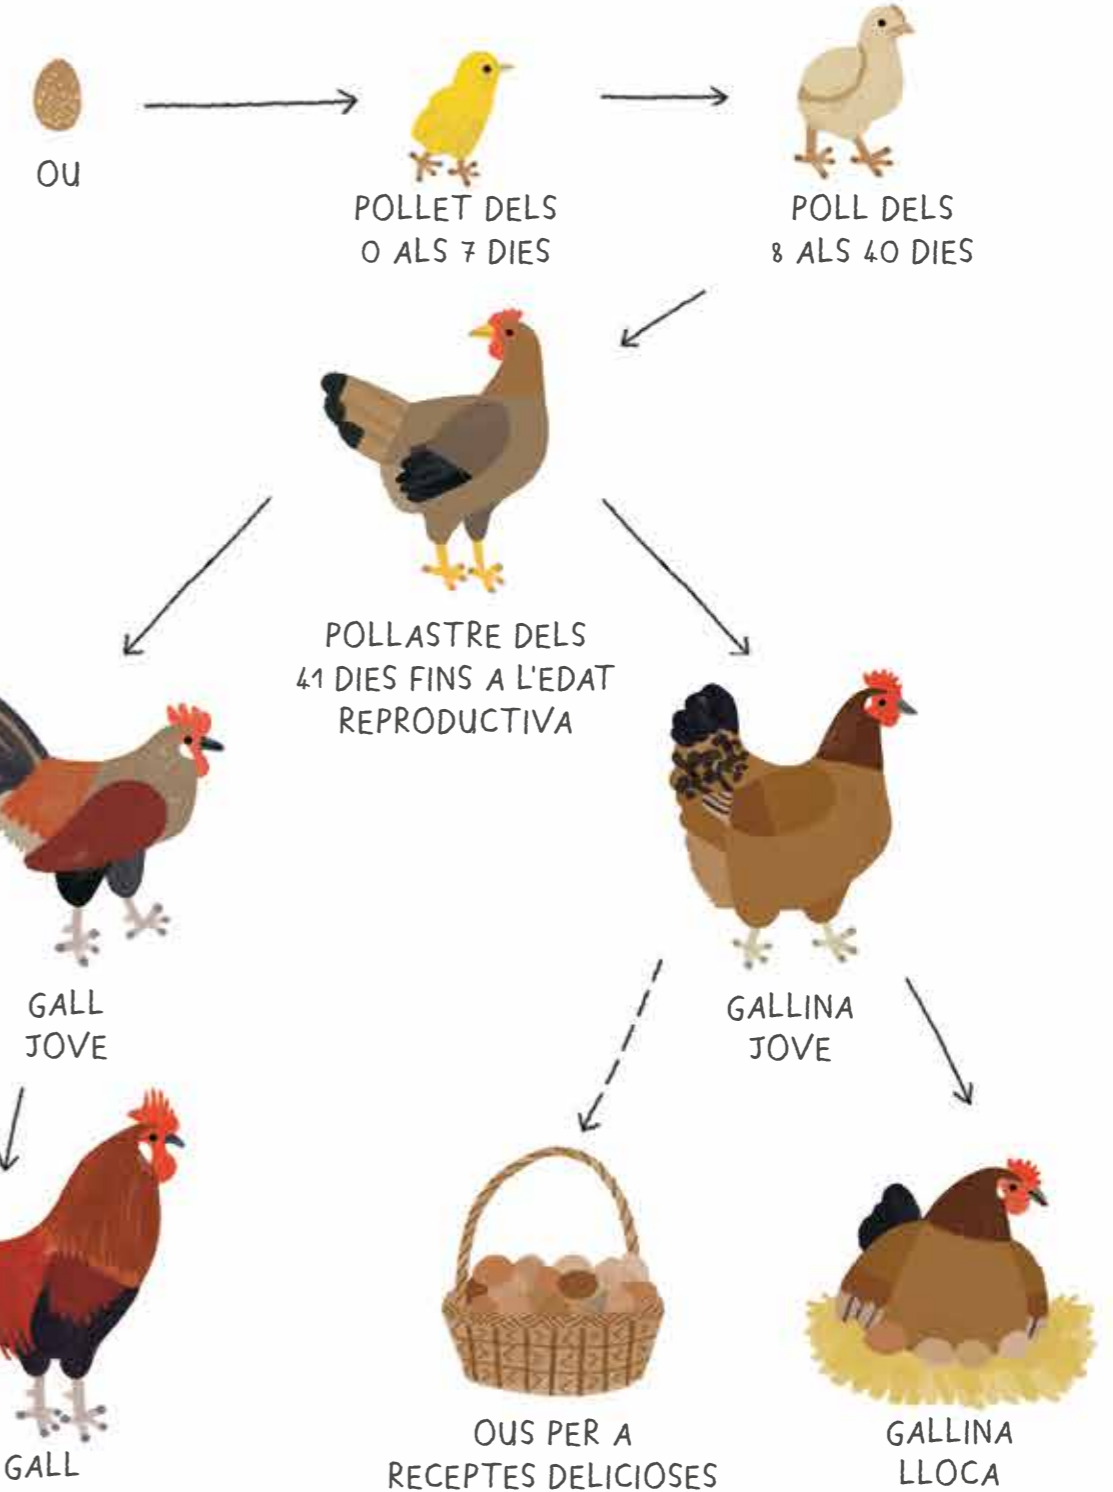 OU
POLLET DELS
0 ALS 7 DIES
POLL DELS
8 ALS 40 DIES
POLLASTRE DELS
41 DIES FINS A L'EDAT
REPRODUCTIVA
GALL
JOVE
GALLINA
JOVE
GALL
OUS PER A
RECEPTES DELICIOSES
GALLINA
LLOCA